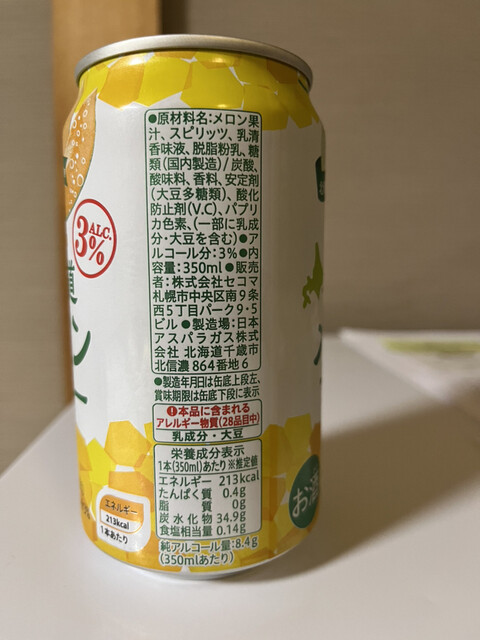 ●原材料名:メロン果
汁、スピリッツ、乳清
香味液、脱脂粉乳、糖
類(国内製造)/炭酸、
酸味料、香料、安定剤
(大豆多糖類)、酸化
防止剤(V.C)、パプリ
カ色素、(一部に乳成
分・大豆を含む)●ア
ルコール分:3%●内
容量:350ml●販売
者:株式会社セコマ
札幌市中央区南9条
西5丁目パーク9・5
ビル●製造場:日本
アスパラガス株式
会社 北海道千歳市
北信濃 864番地 6
●製造年月日は缶底上段左、
賞味期限は缶底下段に表示
!本品に含まれる
アレルギー物質(28品目中)
乳成分・大豆
栄養成分表示
1本(350ml)あたり ※推定値
エネルギー 213kcal
たんぱく質 0.4g
脂質 0g
炭水化物 34.9g
食塩相当量 0.14g
純アルコール量:8.4g
(350mlあたり)
ALC.
3%
道
ン
エネルギー
213kcal
1本あたり
お酒